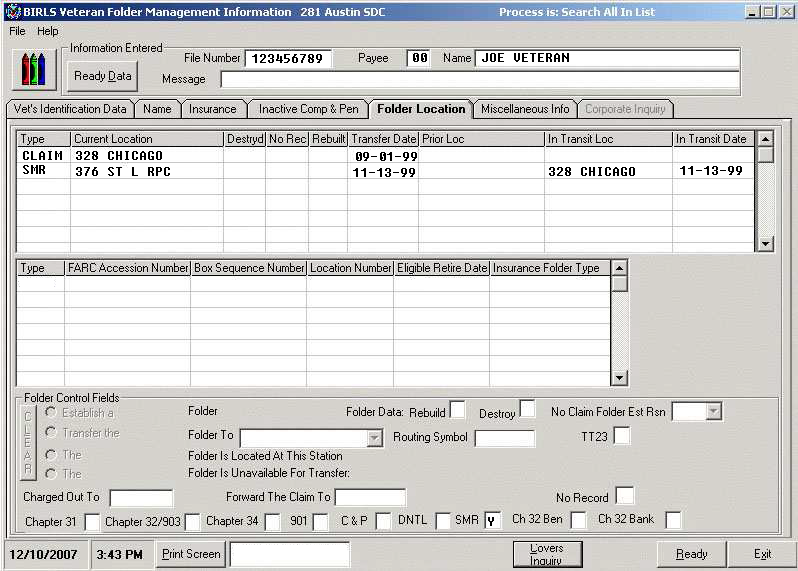 BIRLS Veteran Folder Management Information 281 Austin SDC Process is: Search All In List
File Help
Information Entered
File Number 123456789 Payee 00 Name JOE VETERAN
Ready Data
Message
Vet's Identification Data Name Insurance Inactive Comp & Pen Folder Location Miscellaneous Info Corporate Inquiry
Type Current Location Destryd No Rec Rebuilt Transfer Date Prior Loc In Transit Loc In Transit Date
CLAIM 328 CHICAGO 09-01-99
SMR 376 ST L RPC 11-13-99 328 CHICAGO 11-13-99
Type FARC Accession Number Box Sequence Number Location Number Eligible Retire Date Insurance Folder Type
Folder Control Fields
CLEAR
Establish a Folder Folder Data: Rebuild Destroy No Claim Folder Est Rsn
Transfer the Folder To Routing Symbol TT23
The Folder Is Located At This Station
The Folder Is Unavailable For Transfer:
Charged Out To Forward The Claim To No Record
Chapter 31 Chapter 32/903 Chapter 34 901 C & P DNTL SMR Y Ch 32 Ben Ch 32 Bank
12/10/2007 3:43 PM Print Screen Lovers Inquiry Ready Exit